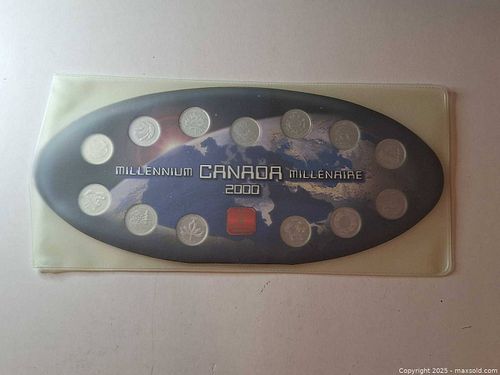 MILLENNIUM CANADA MILLENAIRE
2000
Copyright 2025 - maxsold.com